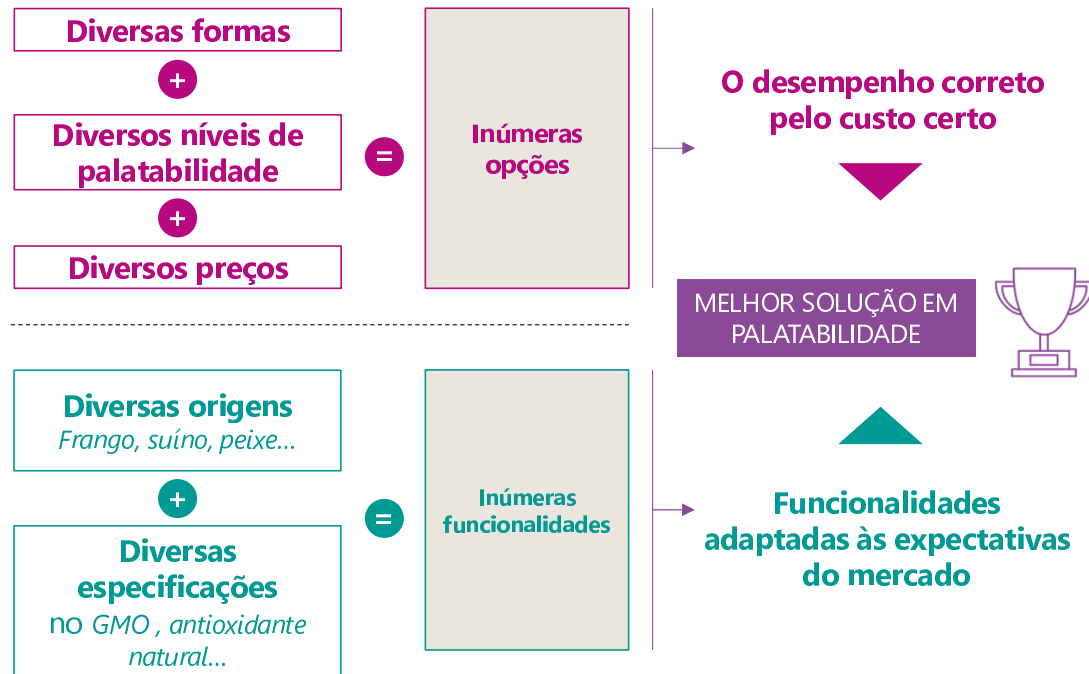 Diversas formas
+
Diversos níveis de
palatabilidade
+
Diversos preços
=
Inúmeras
opções
O desempenho correto
pelo custo certo
MELHOR SOLUÇÃO EM
PALATABILIDADE
Diversas origens
Frango, suíno, peixe...
+
Diversas
especificações
no GMO , antioxidante
natural...
=
Inúmeras
funcionalidades
Funcionalidades
adaptadas às expectativas
do mercado